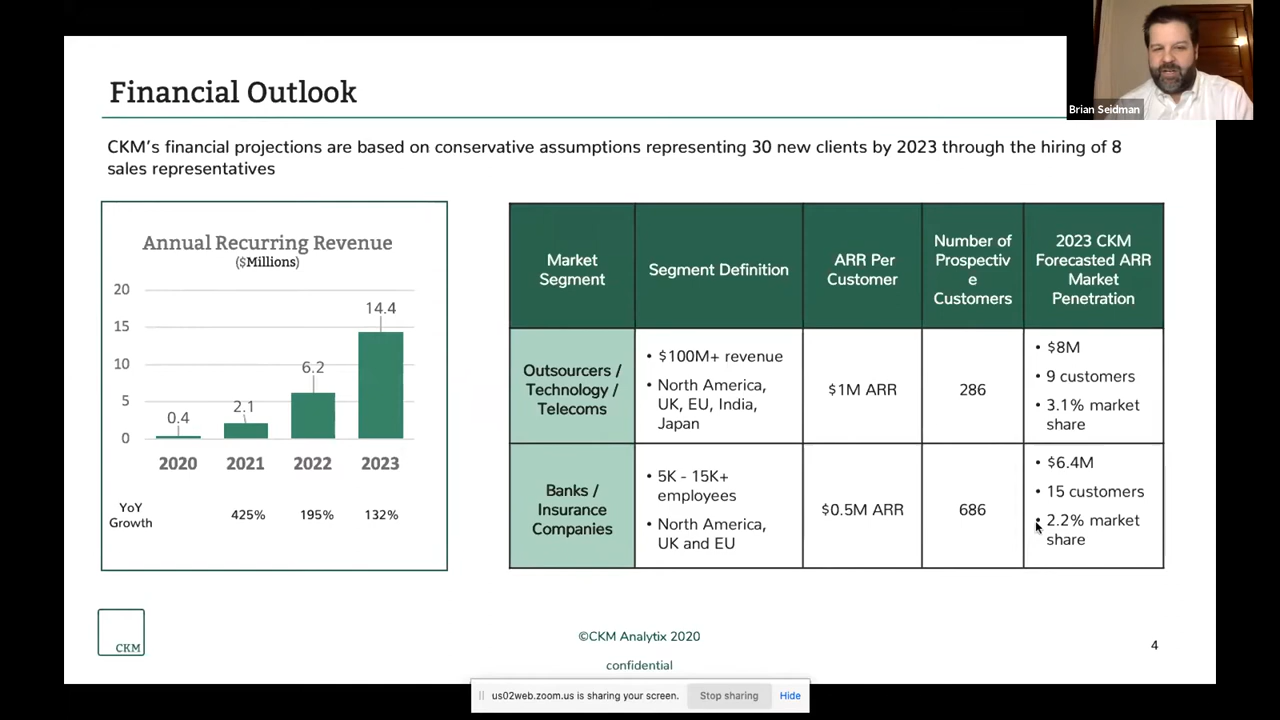 Brian Seidman
Financial Outlook
CKM's financial projections are based on conservative assumptions representing 30 new clients by 2023 through the hiring of 8
sales representatives
Annual Recurring Revenue
($Millions)
20
15
10
5
0
0.4
2.1
6.2
14.4
2020
2021
2022
2023
YoY
Growth
425%
195%
132%
Market
Segment
Segment Definition
ARR Per
Customer
Number of
Prospectiv
e
Customers
2023 CKM
Forecasted ARR
Market
Penetration
Outsourcers /
Technology /
Telecoms
• $100M+ revenue
• North America,
UK, EU, India,
Japan
$1M ARR
286
• $8M
• 9 customers
• 3.1% market
share
Banks /
Insurance
Companies
• 5K - 15K+
employees
• North America,
UK and EU
$0.5M ARR
686
• $6.4M
• 15 customers
• 2.2% market
share
CKM
©CKM Analytix 2020
confidential
4
us02web.zoom.us is sharing your screen.
Stop sharing
Hide